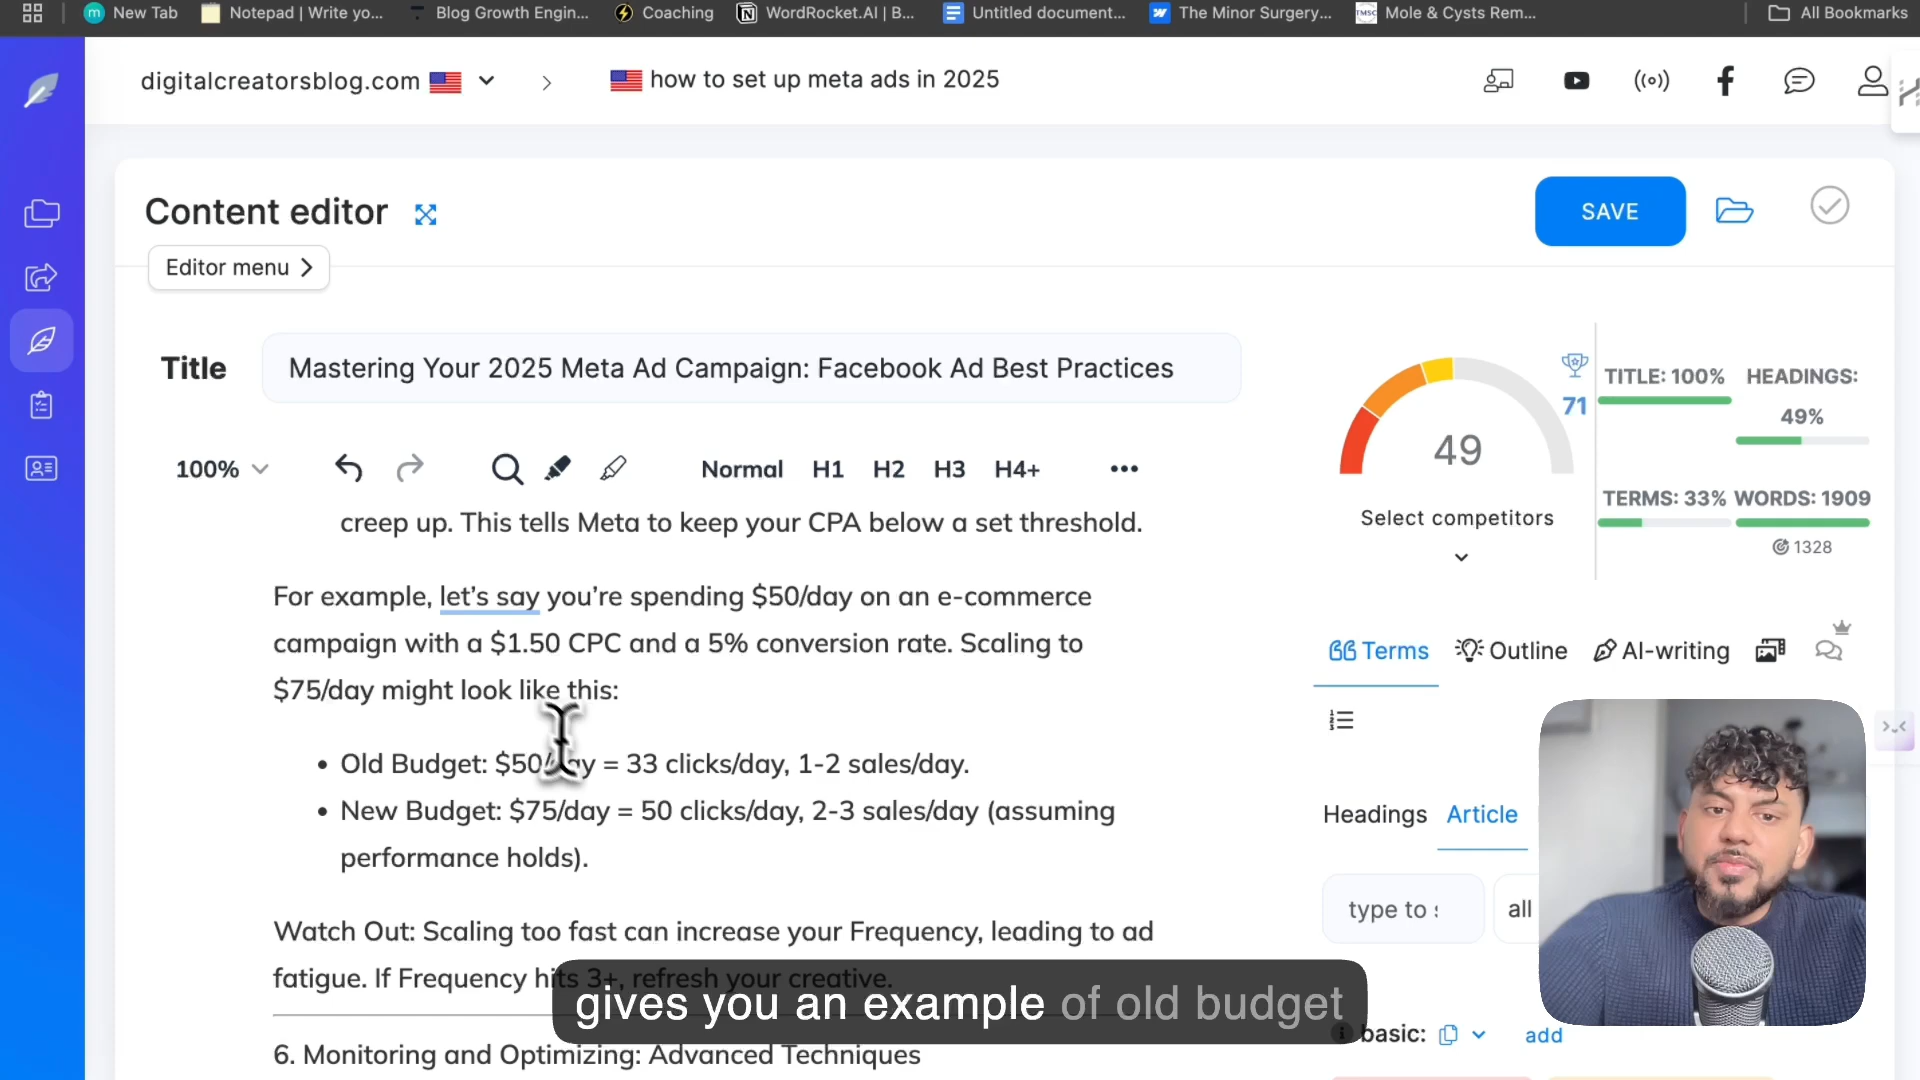 New Tab
Notepad | Write yo...
Blog Growth Engin...
Coaching
WordRocket.AI | B...
Untitled document...
The Minor Surgery...
TMSC
Mole & Cysts Rem...
All Bookmarks
digitalcreatorsblog.com
how to set up meta ads in 2025
Content editor
SAVE
Editor menu
Title
Mastering Your 2025 Meta Ad Campaign: Facebook Ad Best Practices
100%
Normal H1 H2 H3 H4+
creep up. This tells Meta to keep your CPA below a set threshold.
For example, let’s say you’re spending $50/day on an e-commerce
campaign with a $1.50 CPC and a 5% conversion rate. Scaling to
$75/day might look like this:
• Old Budget: $50/day = 33 clicks/day, 1-2 sales/day.
• New Budget: $75/day = 50 clicks/day, 2-3 sales/day (assuming
performance holds).
Watch Out: Scaling too fast can increase your Frequency, leading to ad
fatigue. If Frequency hits 3+, refresh your creative.
6. Monitoring and Optimizing: Advanced Techniques
71
49
Select competitors
TITLE: 100%
HEADINGS:
49%
TERMS: 33%
WORDS: 1909
1328
Terms
Outline
AI-writing
Headings
Article
type to s
all
basic:
add
gives you an example of old budget